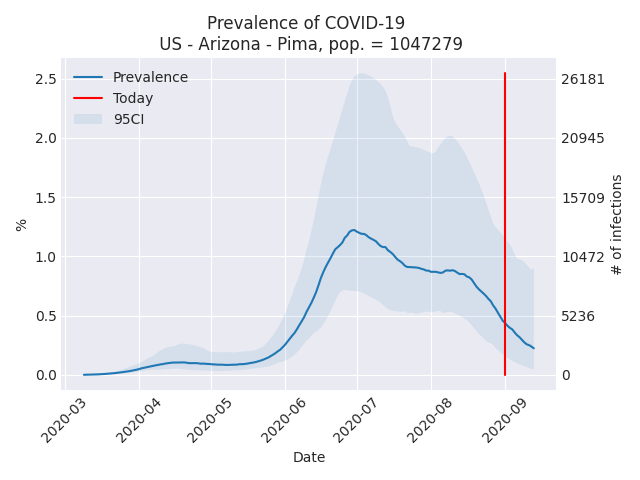 Prevalence of COVID-19
US - Arizona - Pima, pop. = 1047279
Prevalence
Today
95CI
%
2.5
2.0
1.5
1.0
0.5
0.0
26181
20945
15709
10472
5236
0
# of infections
2020-03
2020-04
2020-05
2020-06
2020-07
2020-08
2020-09
Date